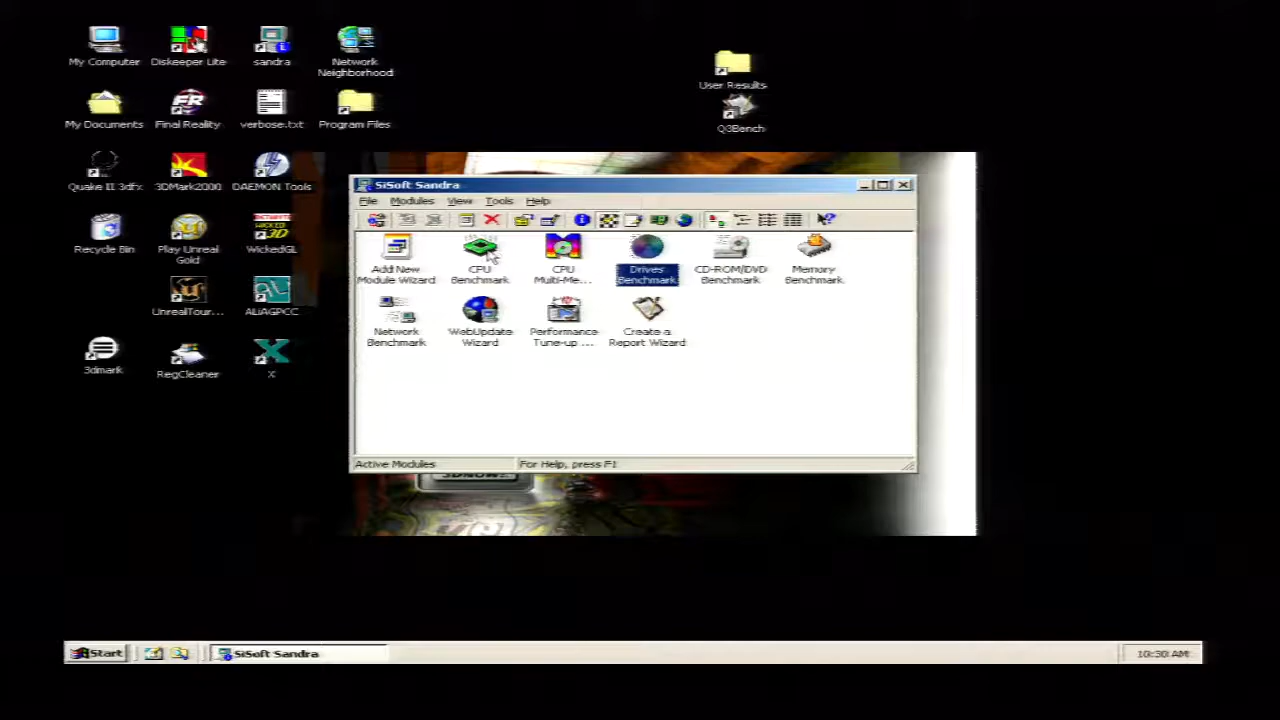 My Computer
Diskeeper Lite
sandra
Network
Neighborhood
My Documents
Final Reality
verbose.txt
Program Files
Quake II 3dfx
3DMark2000
DAEMON Tools
Recycle Bin
Play Unreal
Gold
WickedGL
UnrealTour...
ALiAGPCC
3dmark
RegCleaner
X
User Results
Q3Bench
SiSoft Sandra
File Modules View Tools Help
Add New
Module Wizard
CPU
Benchmark
CPU
Multi-Me...
Drives
Benchmark
CD-ROM/DVD
Benchmark
Memory
Benchmark
Network
Benchmark
WebUpdate
Wizard
Performance
Tune-up ...
Create a
Report Wizard
Active Modules
For Help, press F1
3DNOW!
Start
SiSoft Sandra
10:30 AM